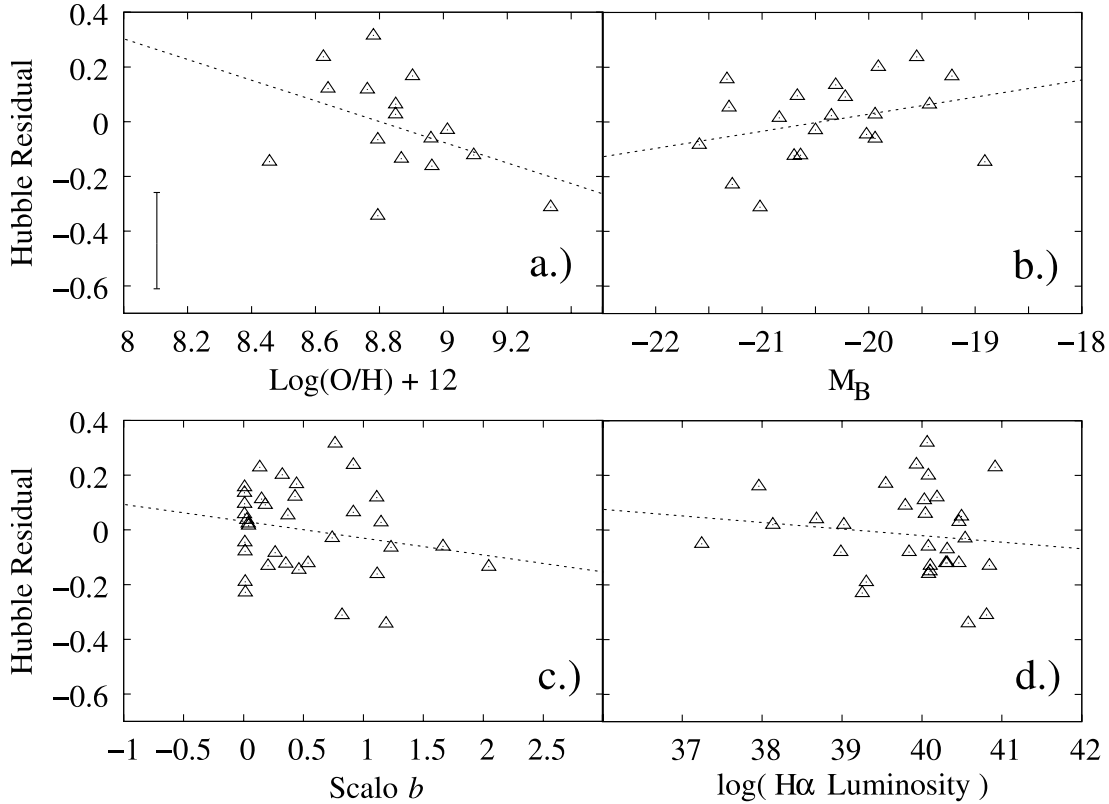 0.4
0.2
0
−0.2
−0.4
−0.6
Hubble Residual
a.)
b.)
8 8.2 8.4 8.6 8.8 9 9.2
−22 −21 −20 −19 −18
Log(O/H) + 12
M_B
0.4
0.2
0
−0.2
−0.4
−0.6
Hubble Residual
c.)
d.)
−1 −0.5 0 0.5 1 1.5 2 2.5
37 38 39 40 41 42
Scalo b
log( Hα Luminosity )